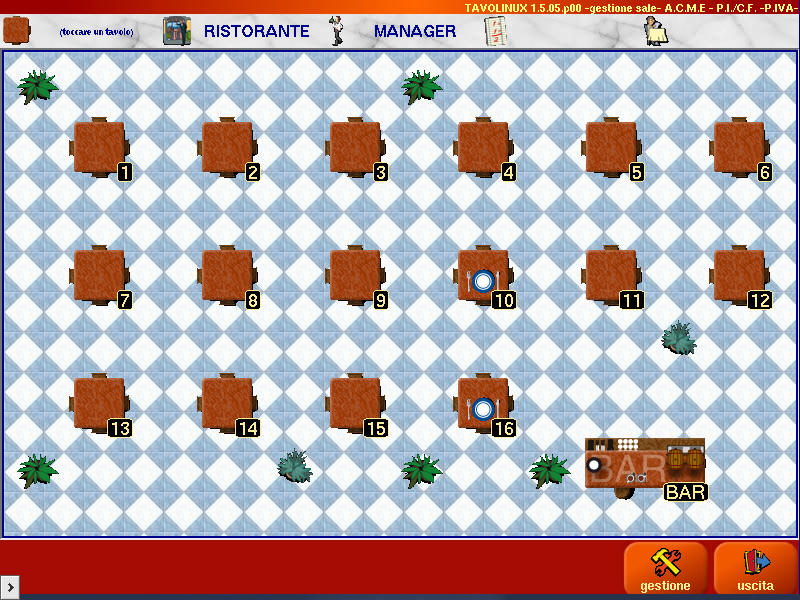 TAVOLINUX 1.5.05.p00 -gestione sale- A.C.M.E - P.I./C.F. -P.IVA-
(toccare un tavolo) RISTORANTE MANAGER
1 2 3 4 5 6
7 8 9 10 11 12
13 14 15 16
BAR
BAR
gestione uscita